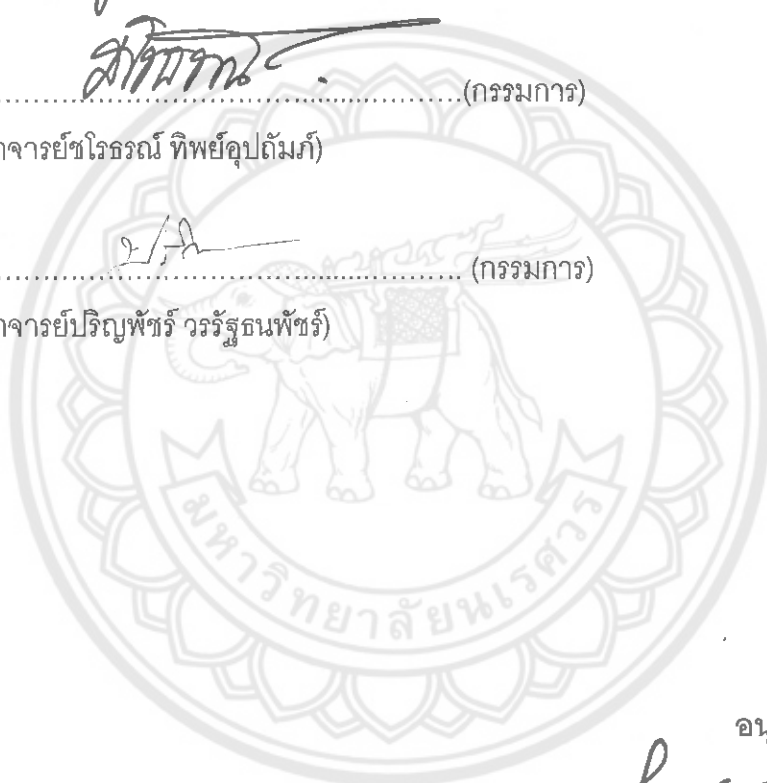 (กรรมการ)
าจารย์ชโรธรณ์ ทิพย์อุปถัมภ์)
(กรรมการ)
าจารย์ปริญพัชร์ วรรัฐธนพัชร์)
มหาวิทยาลัยนเรศวร